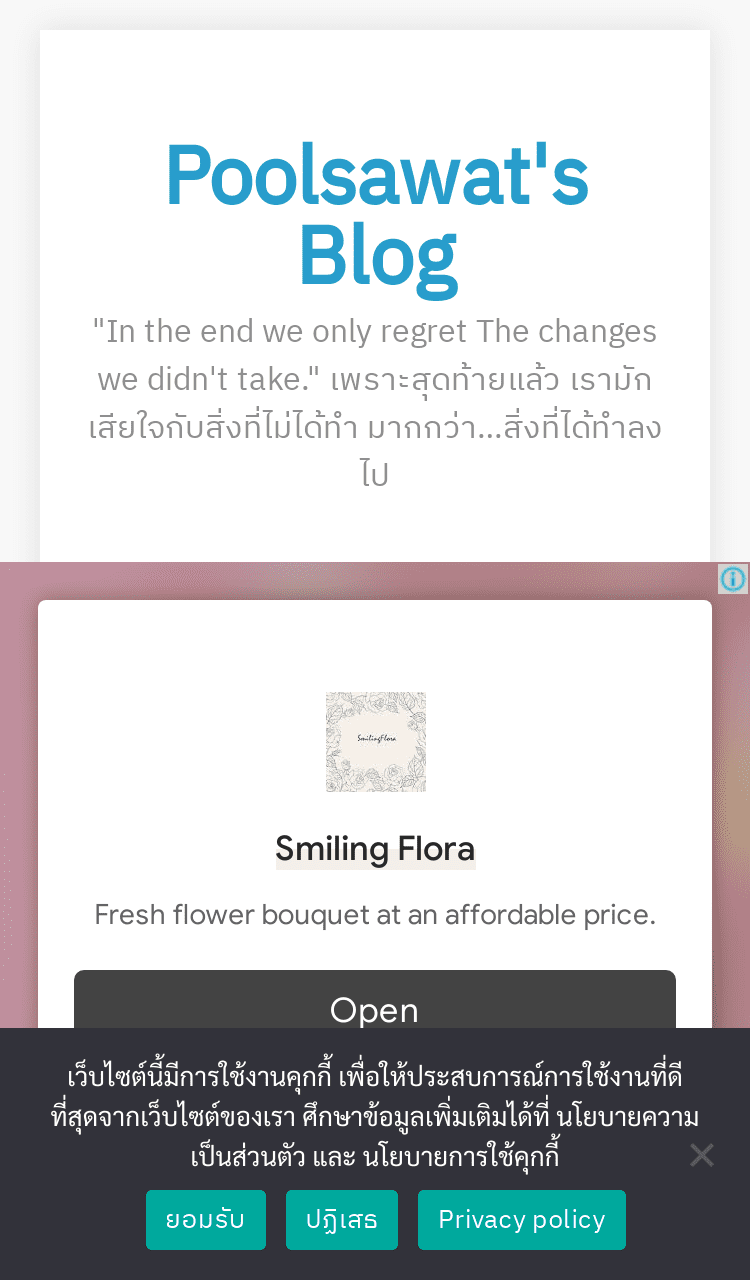 Poolsawat's
Blog
"In the end we only regret The changes
we didn't take." เพราะสุดท้ายแล้ว เรามัก
เสียใจกับสิ่งที่ไม่ได้ทำ มากกว่า...สิ่งที่ได้ทำลง
ไป
SmilingFlora
Smiling Flora
Fresh flower bouquet at an affordable price.
Open
เว็บไซต์นี้มีการใช้งานคุกกี้ เพื่อให้ประสบการณ์การใช้งานที่ดี
ที่สุดจากเว็บไซต์ของเรา ศึกษาข้อมูลเพิ่มเติมได้ที่ นโยบายความ
เป็นส่วนตัว และ นโยบายการใช้คุกกี้
ยอมรับ ปฏิเสธ Privacy policy